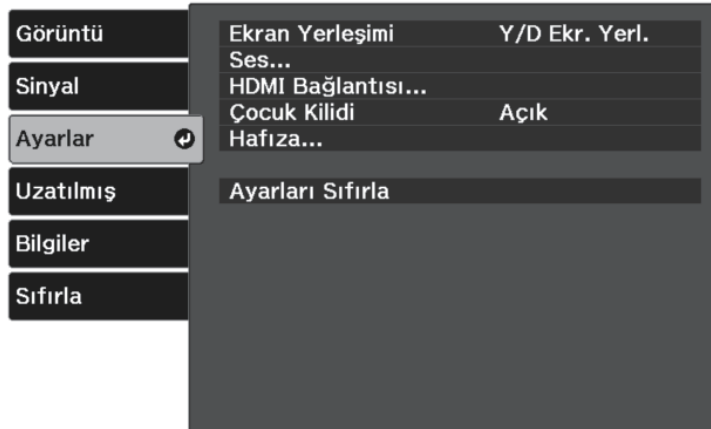 Görüntü
Sinyal
Ayarlar
Uzatılmış
Bilgiler
Sıfırla
Ekran Yerleşimi Y/D Ekr. Yerl.
Ses...
HDMI Bağlantısı...
Çocuk Kilidi Açık
Hafıza...
Ayarları Sıfırla